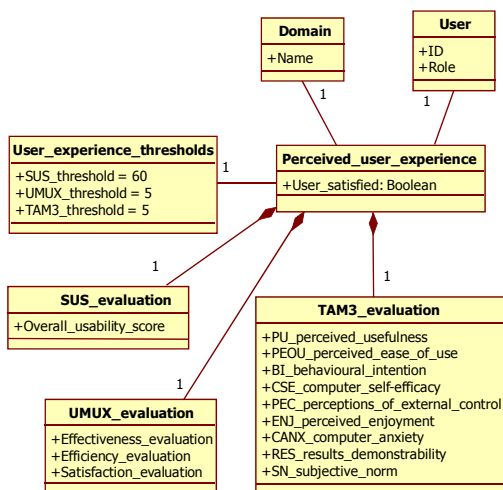 Domain
+Name
User
+ID
+Role
1
1
User_experience_thresholds
+SUS_threshold = 60
+UMUX_threshold = 5
+TAM3_threshold = 5
1
Perceived_user_experience
+User_satisfied: Boolean
1
SUS_evaluation
+Overall_usability_score
1
UMUX_evaluation
+Effectiveness_evaluation
+Efficiency_evaluation
+Satisfaction_evaluation
1
TAM3_evaluation
+PU_perceived_usefulness
+PEOU_perceived_ease_of_use
+BI_behavioural_intention
+CSE_computer_self-efficacy
+PEC_perceptions_of_external_control
+ENJ_perceived_enjoyment
+CANX_computer_anxiety
+RES_results_demonstrability
+SN_subjective_norm